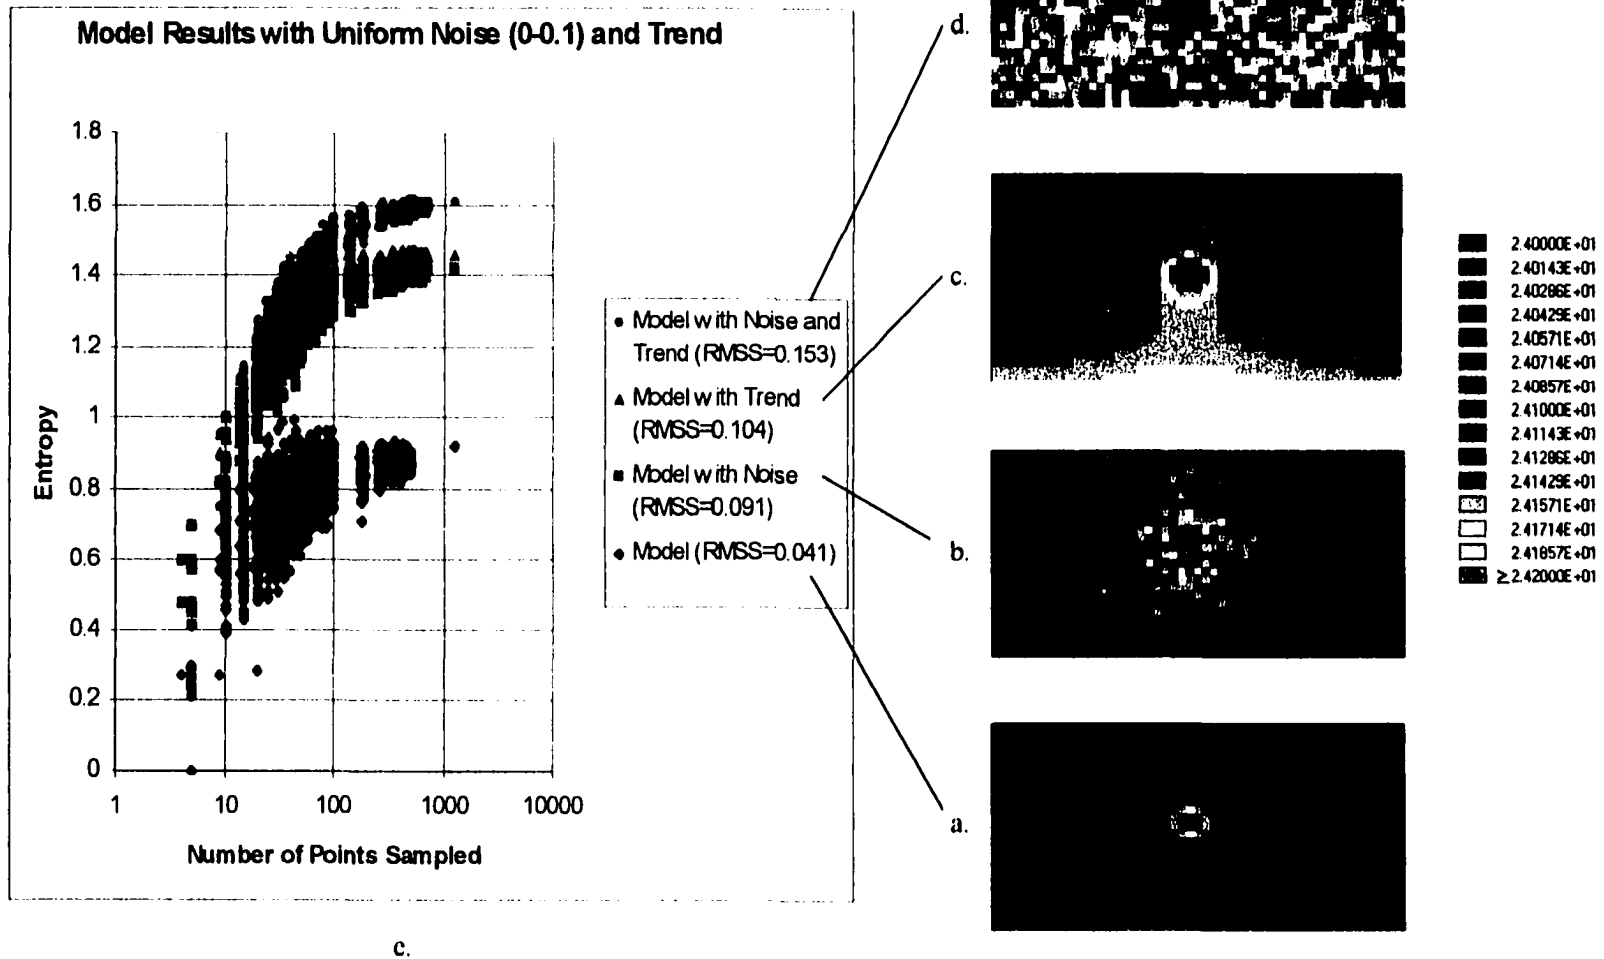 Model Results with Uniform Noise (0-0.1) and Trend
1.8
1.6
1.4
1.2
1
0.8
0.6
0.4
0.2
0
Entropy
1
10
100
1000
10000
Number of Points Sampled
Model with Noise and
Trend (RMSS=0.153)
Model with Trend
(RMSS=0.104)
Model with Noise
(RMSS=0.091)
Model (RMSS=0.041)
d.
c.
b.
a.
2.40000E+01
2.40143E+01
2.40286E+01
2.40429E+01
2.40571E+01
2.40714E+01
2.40857E+01
2.41000E+01
2.41143E+01
2.41286E+01
2.41429E+01
2.41571E+01
2.41714E+01
2.41857E+01
≥2.42000E+01
e.